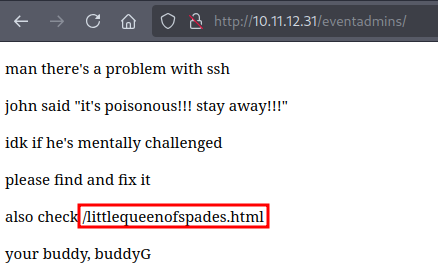 http://10.11.12.31/eventadmins/
man there's a problem with ssh
john said "it's poisonous!!! stay away!!!"
idk if he's mentally challenged
please find and fix it
also check /littlequeenofspades.html
your buddy, buddyG